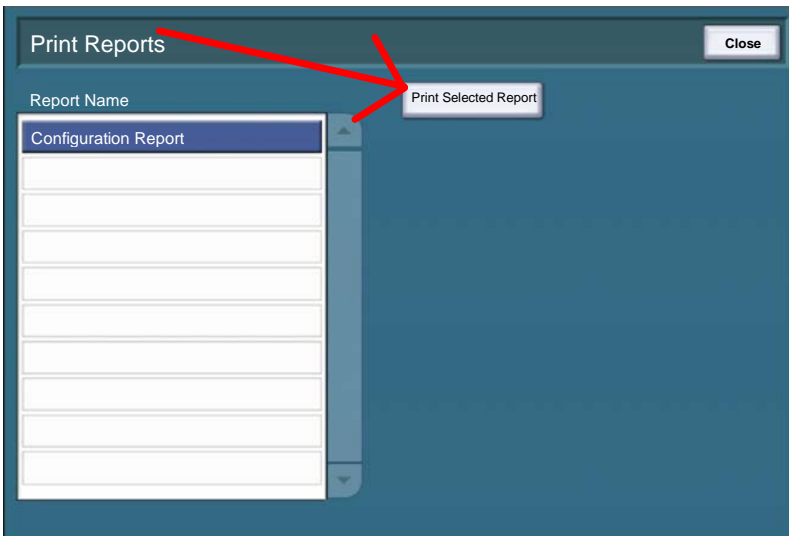 Print Reports
Close
Report Name
Print Selected Report
Configuration Report